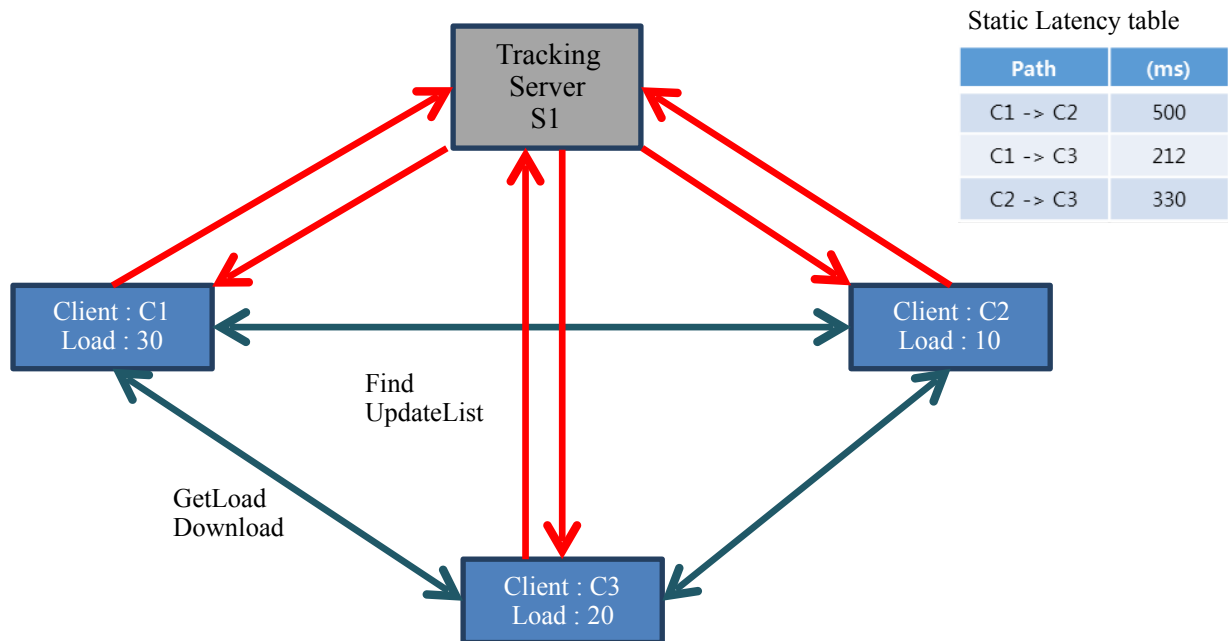 Static Latency table
Path (ms)
C1 -> C2 500
C1 -> C3 212
C2 -> C3 330
Tracking
Server
S1
Client : C1
Load : 30
Client : C2
Load : 10
Find
UpdateList
GetLoad
Download
Client : C3
Load : 20